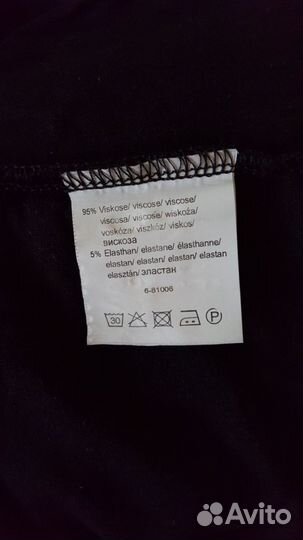 95% Viskose/ viscose/ viscose/
viscosa/ viscose/ wiskoża/
voskóza/ viszkóz/ viskos/
вискоза
5% Elasthan/ elastane/ élasthanne/
elastan/ elastan/ elastan/ elastan
elasztán/ эластан
6-81006
30 P
Avito